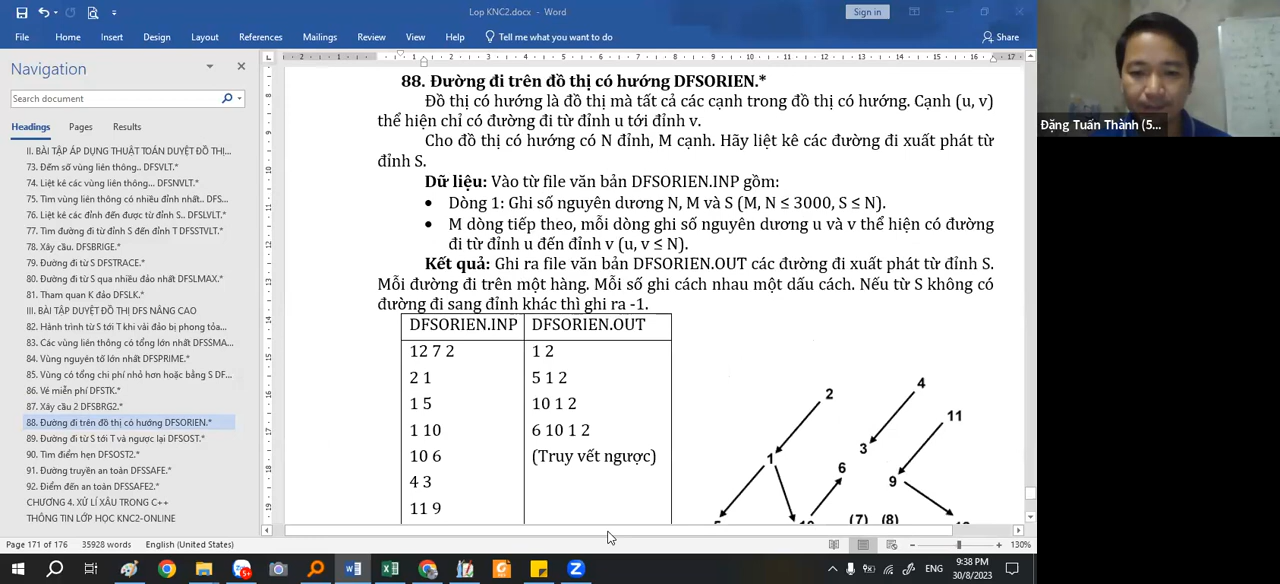 Lop KNC2.docx - Word
Sign in
File Home Insert Design Layout References Mailings Review View Help Tell me what you want to do Share
Navigation
Search document
Headings Pages Results
II. BÀI TẬP ÁP DỤNG THUẬT TOÁN DUYỆT ĐỒ THỊ...
73. Đếm số vùng liên thông.. DFSVLT.*
74. Liệt kê các vùng liên thông... DFSNVLT.*
75. Tìm vùng liên thông có nhiều đỉnh nhất.. DFS...
76. Liệt kê các đỉnh đến được từ đỉnh S.. DFSLVLT.*
77. Tìm đường đi từ đỉnh S đến đỉnh T DFSSTVLT.*
78. Xây cầu. DFSBRIGE.*
79. Đường đi từ S DFSTRACE.*
80. Đường đi từ S qua nhiều đảo nhất DFSLMAX.*
81. Tham quan K đảo DFSLK.*
III. BÀI TẬP DUYỆT DFS NÂNG CAO
82. Hành trình từ S tới T khi vài đảo bị phong tỏa...
83. Các vùng liên thông có tổng lớn nhất DFSSMA...
84. Vùng nguyên tố lớn nhất DFSPRIME.*
85. Vùng có tổng chi phí nhỏ hơn hoặc bằng S DF...
86. Vé miễn phí DFSTK.*
87. Xây cầu 2 DFSBRG2.*
88. Đường đi trên đồ thị có hướng DFSORIEN.*
89. Đường đi từ S tới T và ngược lại DFSOST.*
90. Tìm điểm hẹn DFSOST2.*
91. Đường truyền an toàn DFSSAFE.*
92. Điểm đến an toàn DFSSAFE2.*
CHƯƠNG 4. XỬ LÍ XÂU TRONG C++
THÔNG TIN LỚP HỌC KNC2-ONLINE
88. Đường đi trên đồ thị có hướng DFSORIEN.*
Đồ thị có hướng là đồ thị mà tất cả các cạnh trong đồ thị có hướng. Cạnh (u, v)
thể hiện chỉ có đường đi từ đỉnh u tới đỉnh v.
Cho đồ thị có hướng có N đỉnh, M cạnh. Hãy liệt kê các đường đi xuất phát từ
đỉnh S.
Dữ liệu: Vào từ file văn bản DFSORIEN.INP gồm:
• Dòng 1: Ghi số nguyên dương N, M và S (M, N ≤ 3000, S ≤ N).
• M dòng tiếp theo, mỗi dòng ghi số nguyên dương u và v thể hiện có đường
đi từ đỉnh u đến đỉnh v (u, v ≤ N).
Kết quả: Ghi ra file văn bản DFSORIEN.OUT các đường đi xuất phát từ đỉnh S.
Mỗi đường đi trên một hàng. Mỗi số ghi cách nhau một dấu cách. Nếu từ S không có
đường đi sang đỉnh khác thì ghi ra -1.
DFSORIEN.INP DFSORIEN.OUT
12 7 2 1 2
2 1 5 1 2
1 5 10 1 2
1 10 6 10 1 2
10 6 (Truy vết ngược)
4 3
11 9
2 4
11
3
1 6 9
(7) (8)
Page 171 of 176 35928 words English (United States) 130%
Đặng Tuấn Thành (5...
ENG
9:38 PM
30/8/2023